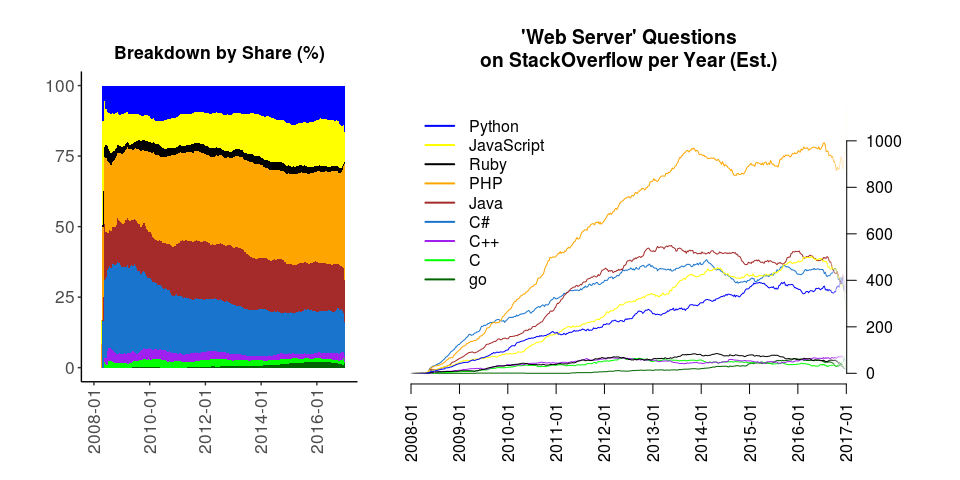 Breakdown by Share (%)
100
75
50
25
0
2008-01
2010-01
2012-01
2014-01
2016-01
'Web Server' Questions
on StackOverflow per Year (Est.)
Python
JavaScript
Ruby
PHP
Java
C#
C++
C
go
1000
800
600
400
200
0
2008-01
2009-01
2010-01
2011-01
2012-01
2013-01
2014-01
2015-01
2016-01
2017-01